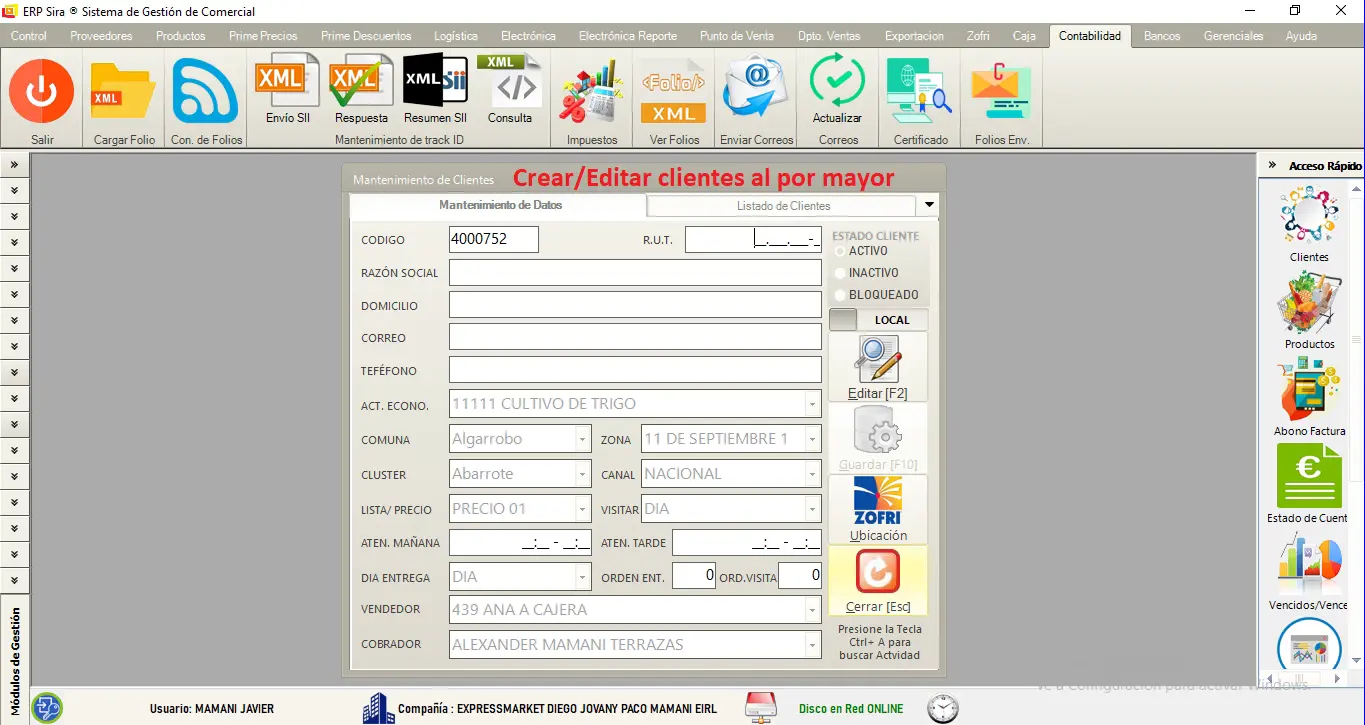 ERP Sira ® Sistema de Gestión de Comercial
Control Proveedores Productos Prime Precios Prime Descuentos Logística Electrónica Electrónica Reporte Punto de Venta Dpto. Ventas Exportacion Zofri Caja Contabilidad Bancos Gerenciales Ayuda
XML XML XML XMLSii XML <Folio/> XML @ C
Envío SII Respuesta Resumen SII Consulta Actualizar
Salir Cargar Folio Con. de Folios Mantenimiento de track ID Impuestos Ver Folios Enviar Correos Correos Certificado Folios Env.
Acceso Rápido
Mantenimiento de Clientes Crear/Editar clientes al por mayor
Mantenimiento de Datos Listado de Clientes
CODIGO 4000752 R.U.T. __.___.___-_
ESTADO CLIENTE
ACTIVO
INACTIVO
BLOQUEADO
LOCAL
RAZÓN SOCIAL
DOMICILIO
CORREO
TEFÉFONO
ACT. ECONO. 11111 CULTIVO DE TRIGO
COMUNA Algarrobo ZONA 11 DE SEPTIEMBRE 1
CLUSTER Abarrote CANAL NACIONAL
LISTA/ PRECIO PRECIO 01 VISITAR DIA
ATEN. MAÑANA __:__ - __:__ ATEN. TARDE __:__ - __:__
DIA ENTREGA DIA ORDEN ENT. 0 ORD.VISITA 0
VENDEDOR 439 ANA A CAJERA
COBRADOR ALEXANDER MAMANI TERRAZAS
Editar [F2]
Guardar [F10]
ZOFRI
Ubicación
Cerrar [Esc]
Presione la Tecla
Ctrl+ A para
buscar Actvidad
Clientes
Productos
Abono Factura
Estado de Cuent
Vencidos/Vence
Módulos de Gestión
Ve a Configuración para activar Windows.
Usuario: MAMANI JAVIER Compañía : EXPRESSMARKET DIEGO JOVANY PACO MAMANI EIRL Disco en Red ONLINE